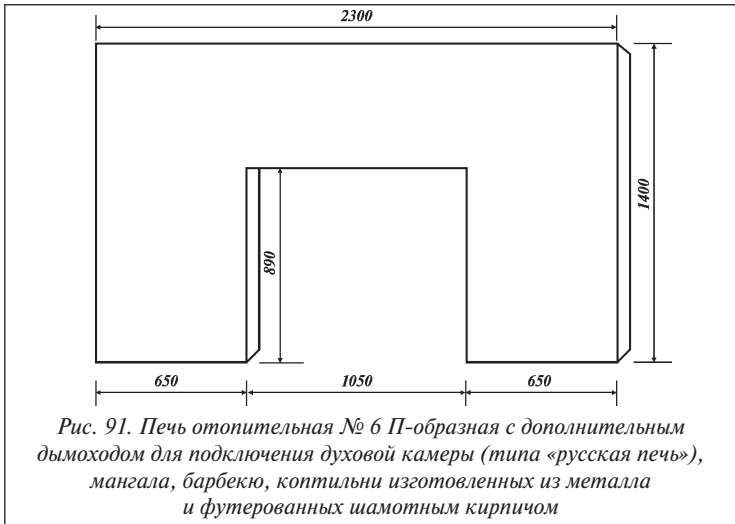 2300
1400
890
650 1050 650
Рис. 91. Печь отопительная № 6 П-образная с дополнительным
дымоходом для подключения духовой камеры (типа «русская печь»),
мангала, барбекю, коптильни изготовленных из металла
и футерованных шамотным кирпичом